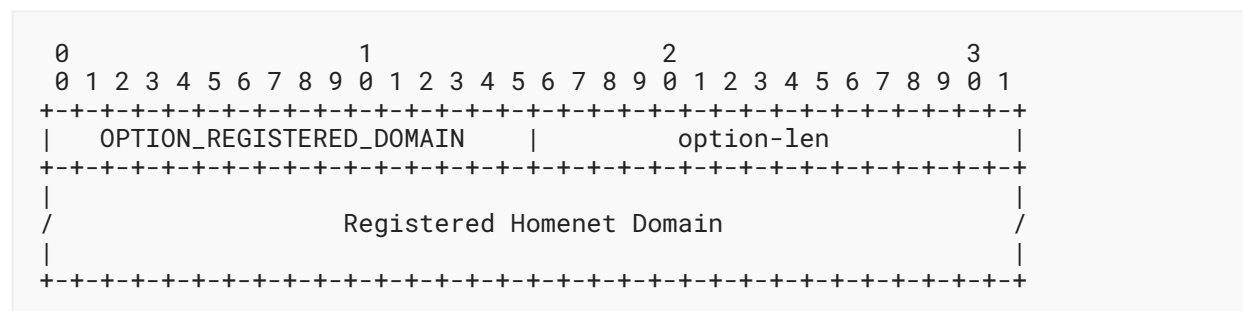 0                   1                   2                   3
 0 1 2 3 4 5 6 7 8 9 0 1 2 3 4 5 6 7 8 9 0 1 2 3 4 5 6 7 8 9 0 1
+-+-+-+-+-+-+-+-+-+-+-+-+-+-+-+-+-+-+-+-+-+-+-+-+-+-+-+-+-+-+-+-+
|   OPTION_REGISTERED_DOMAIN    |         option-len            |
+-+-+-+-+-+-+-+-+-+-+-+-+-+-+-+-+-+-+-+-+-+-+-+-+-+-+-+-+-+-+-+-+
|                                                               |
/                   Registered Homenet Domain                   /
|                                                               |
+-+-+-+-+-+-+-+-+-+-+-+-+-+-+-+-+-+-+-+-+-+-+-+-+-+-+-+-+-+-+-+-+